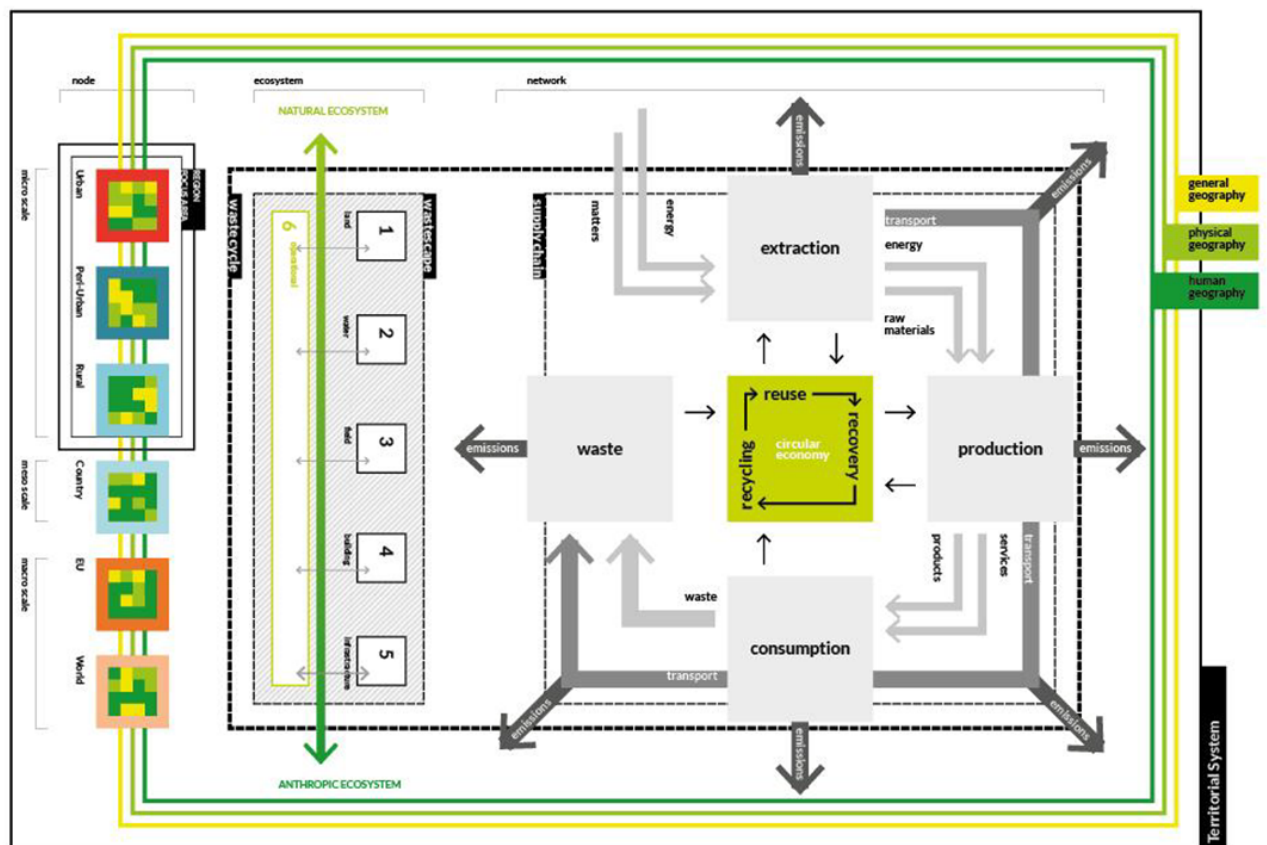 node
ecosystem
network
NATURAL ECOSYSTEM
micro scale
meso scale
macro scale
Urban
Peri-Urban
Rural
Country
EU
World
REGION
wastecycle
wastescape
supplychain
6
operational
1
land
2
water
3
field
4
building
5
infrastructure
ANTHROPIC ECOSYSTEM
matters
energy
emissions
emissions
extraction
transport
energy
raw
materials
waste
emissions
reuse
recovery
recycling
circular
economy
production
emissions
products
services
transport
waste
consumption
transport
emissions
emissions
emissions
general
geography
physical
geography
human
geography
Territorial System